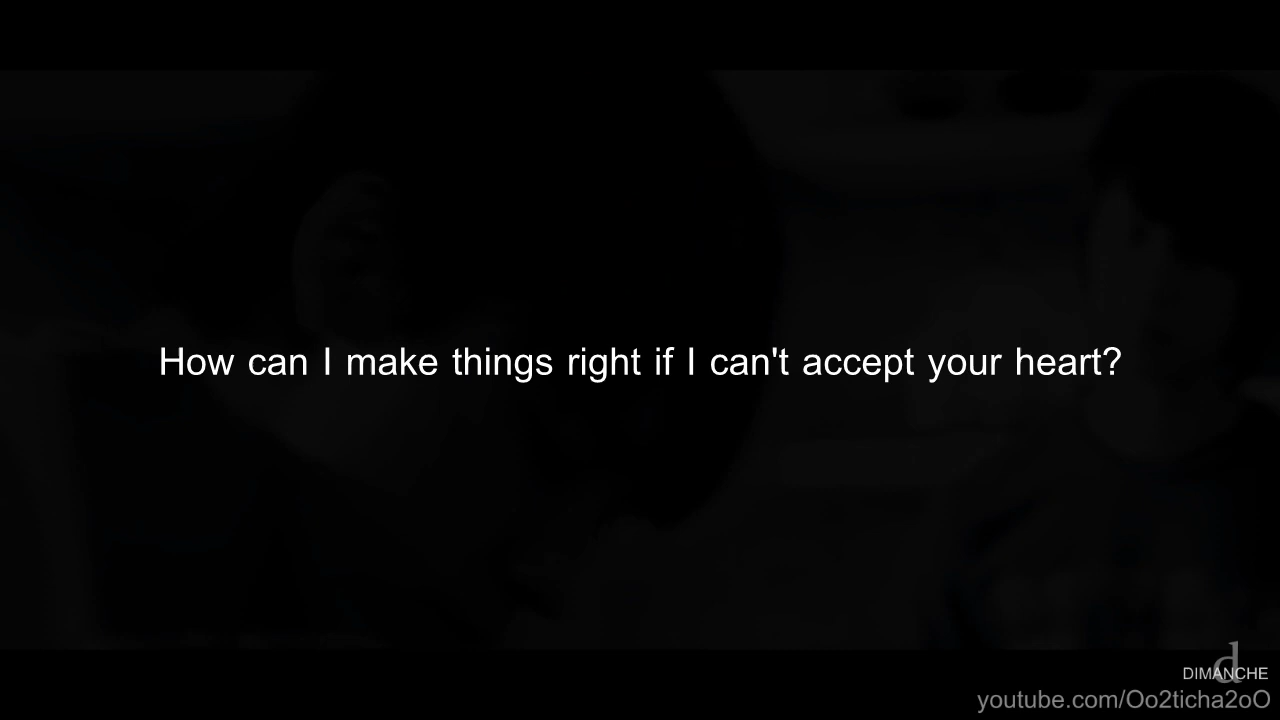 How can I make things right if I can't accept your heart?
d
DIMANCHE
youtube.com/Oo2ticha2oO